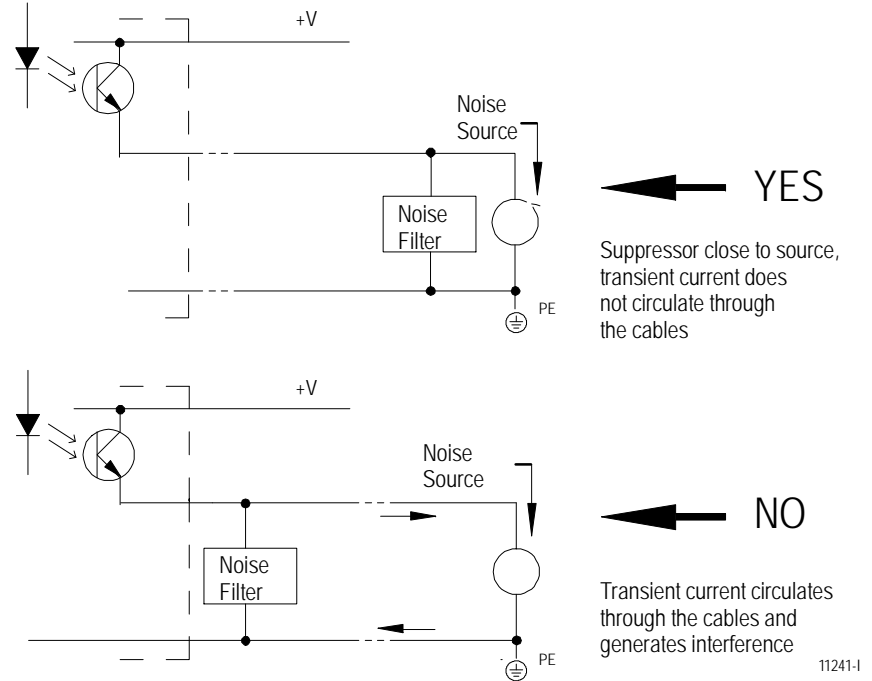 +V
Noise
Source
YES
Noise
Filter
Suppressor close to source,
transient current does
not circulate through
the cables
PE
+V
Noise
Source
NO
Noise
Filter
Transient current circulates
through the cables and
generates interference
PE
11241-I